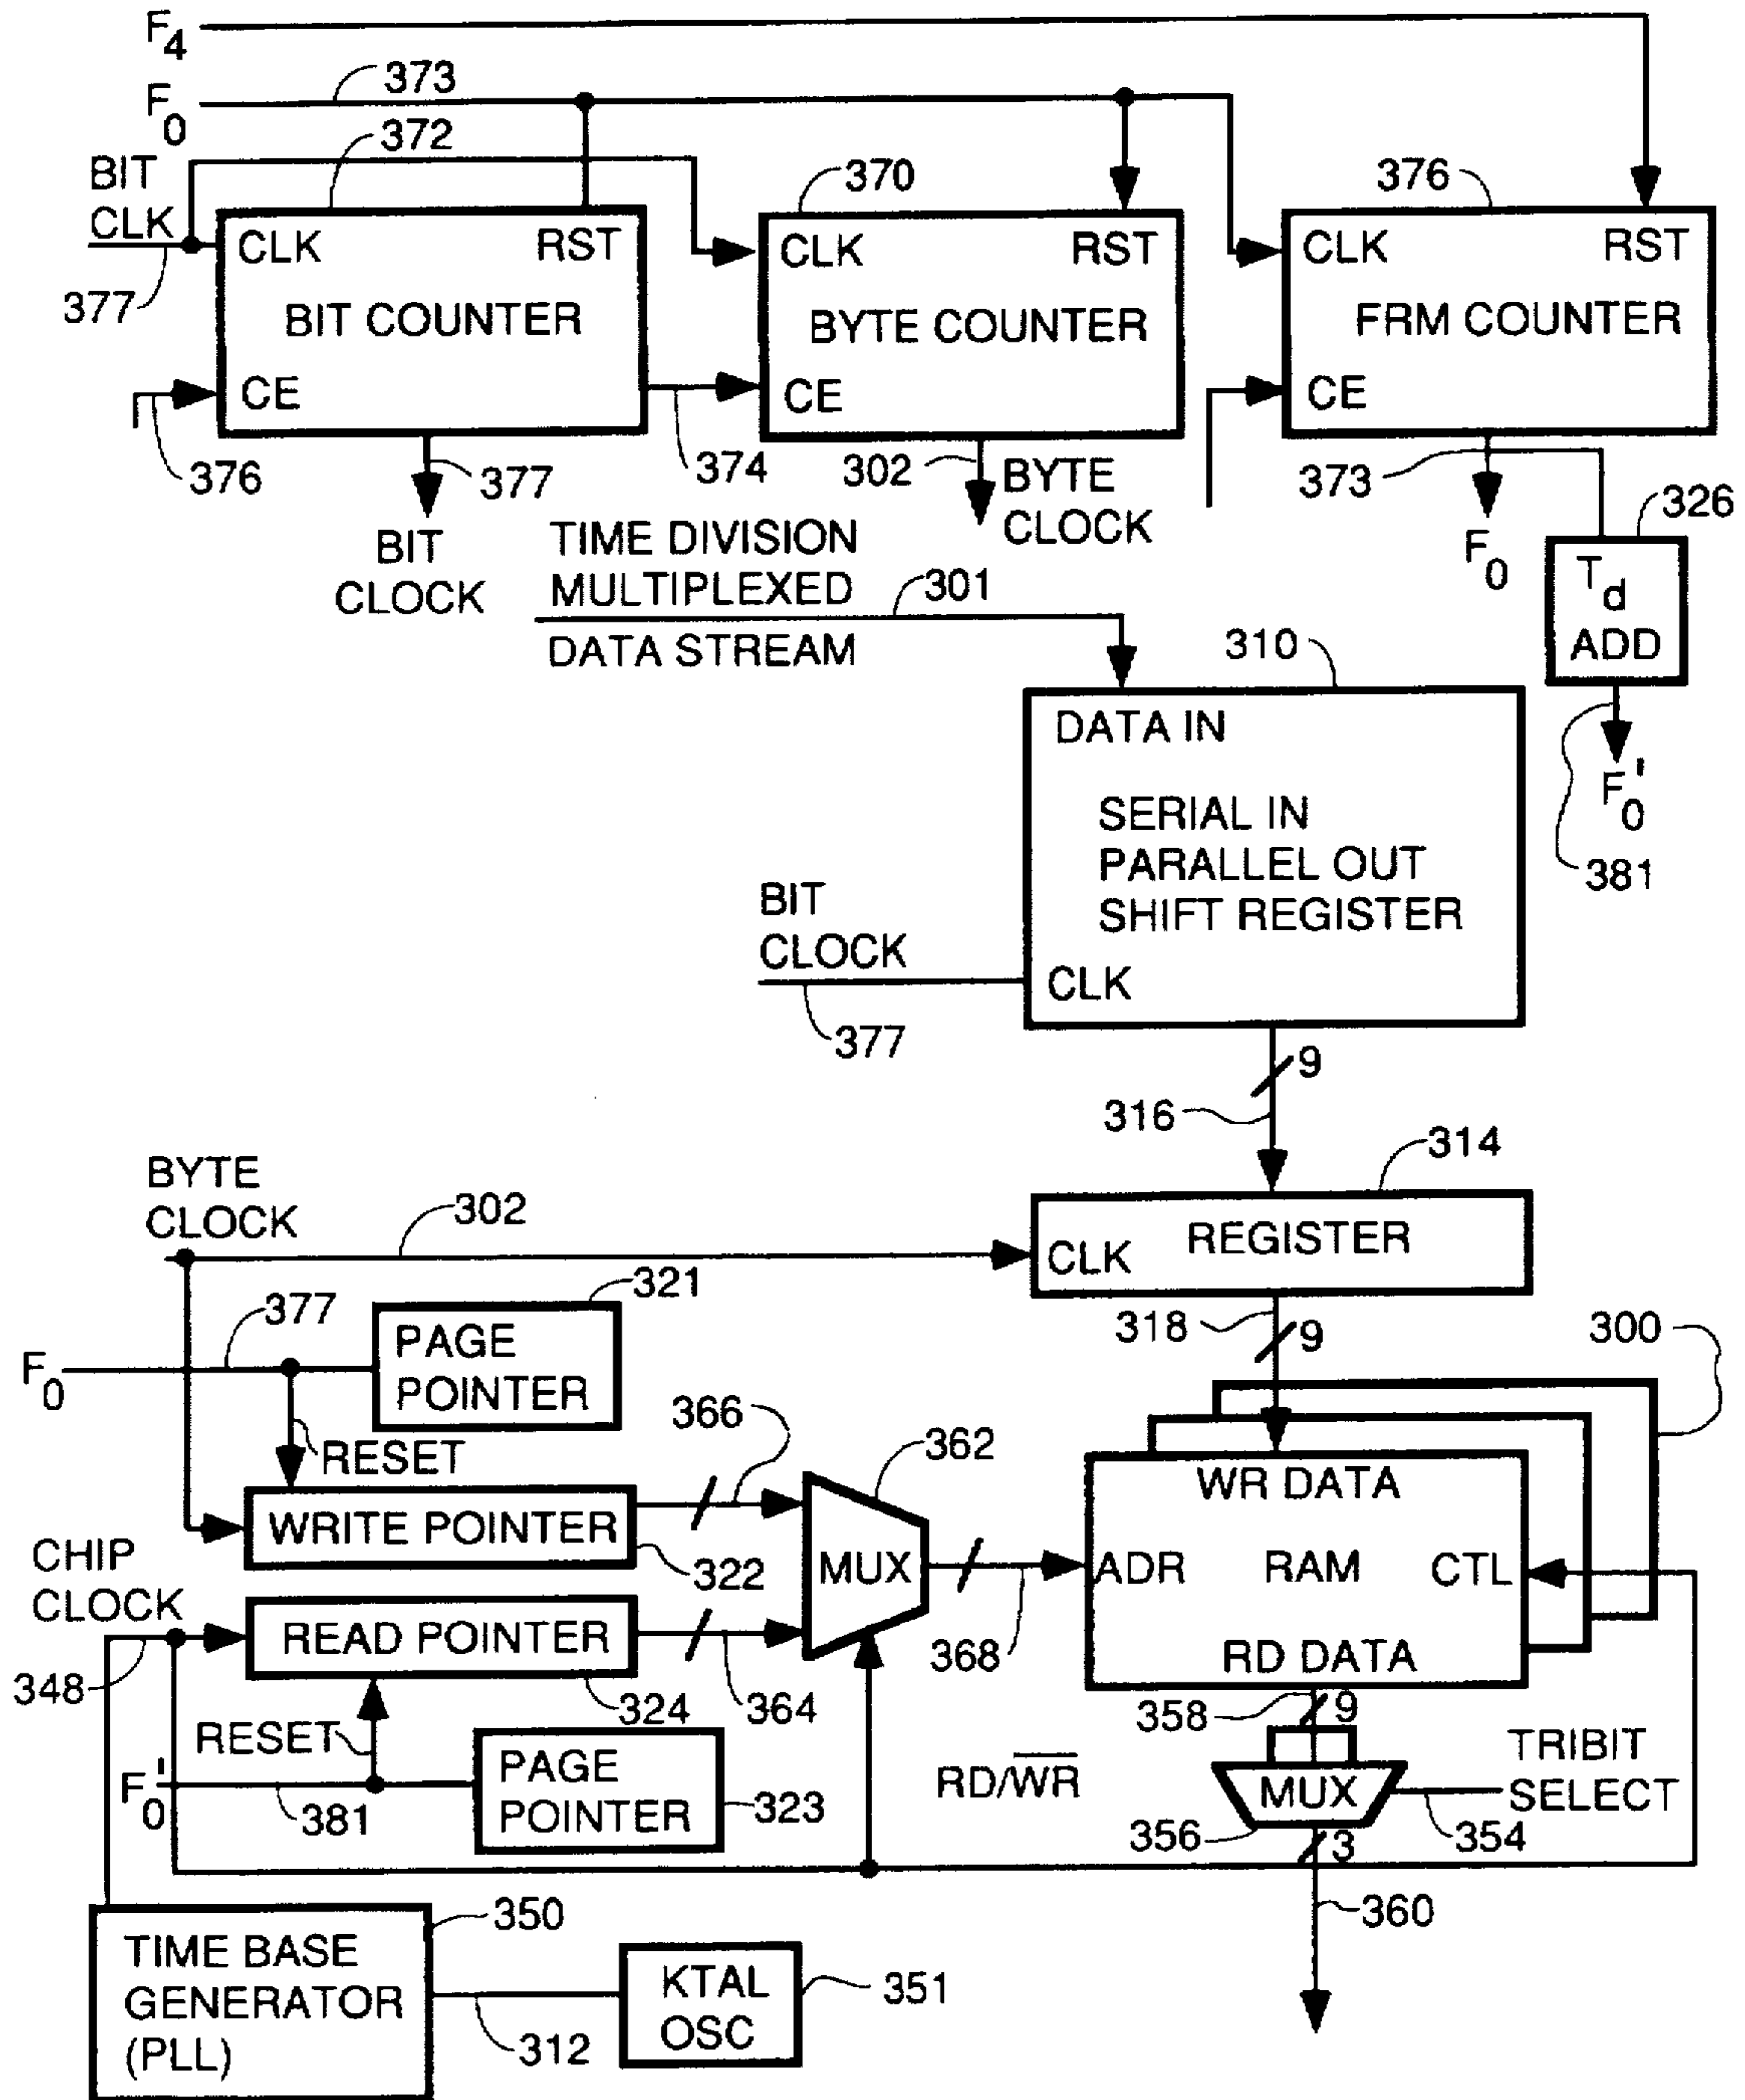 F4
F0
373
372
BIT
CLK
370
376
CLK RST
BIT COUNTER
CE
CLK RST
BYTE COUNTER
CE
CLK RST
FRM COUNTER
CE
377
376
377
374
302
BYTE
CLOCK
373
326
BIT
CLOCK
F0
Td
ADD
TIME DIVISION
MULTIPLEXED
DATA STREAM
301
310
381
F0'
DATA IN
SERIAL IN
PARALLEL OUT
SHIFT REGISTER
CLK
BIT
CLOCK
377
9
316
314
BYTE
CLOCK
302
REGISTER
CLK
321
377
318
9
300
F0
PAGE
POINTER
366
362
RESET
WRITE POINTER
322
CHIP
CLOCK
MUX
WR DATA
ADR RAM CTL
RD DATA
READ POINTER
348
324
364
368
358
9
RESET
F0'
381
PAGE
POINTER
323
RD/WR
MUX
TRIBIT
SELECT
356
354
3
350
360
TIME BASE
GENERATOR
(PLL)
312
KTAL
OSC
351